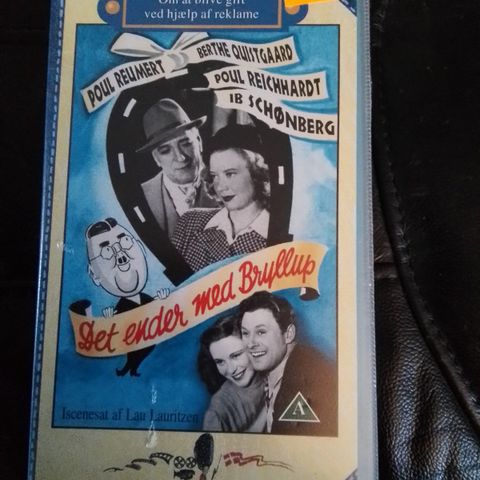 Om at blive gift
ved hjælp af reklame
POUL REUMERT
BERTHE QUISTGAARD
POUL REICHHARDT
IB SCHØNBERG
Det ender med Bryllup
Iscenesat af Lau Lauritzen
A